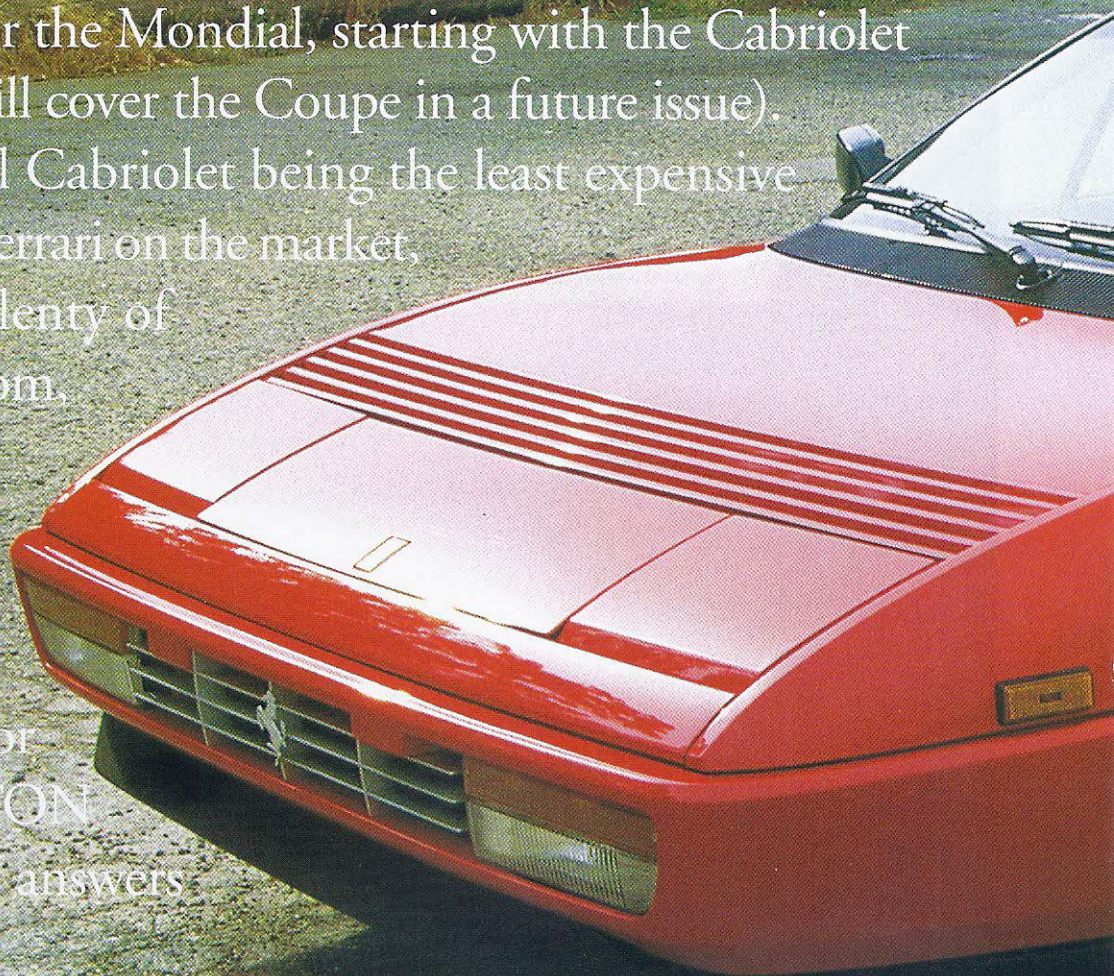 r the Mondial, starting with the Cabriolet
ill cover the Coupe in a future issue).
l Cabriolet being the least expensive
errari on the market,
lenty of
om,
or
ON
answers